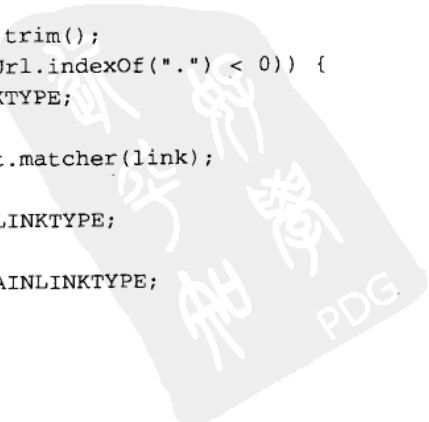 trim();
Url.indexOf(".") < 0)) {
KTYPE;
t.matcher(link);
LINKTYPE;
AINLINKTYPE;
PDG